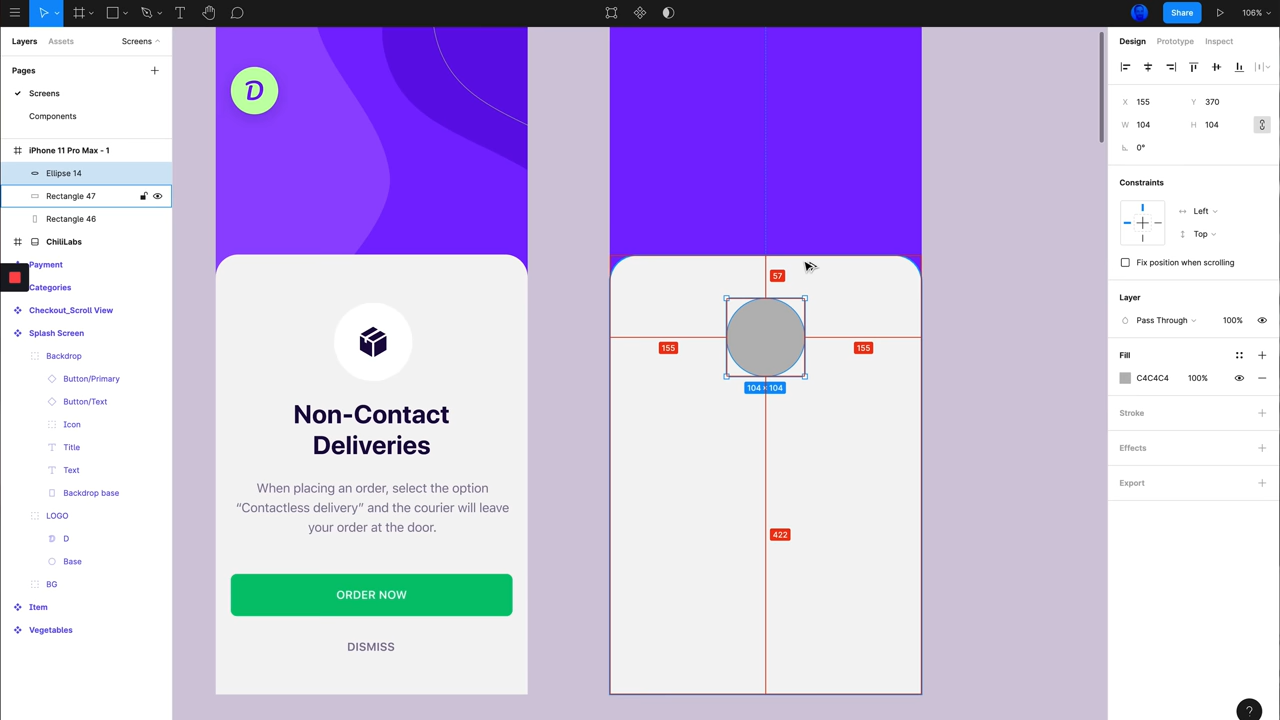 Share
106%
Layers
Assets
Screens
Design
Prototype
Inspect
Pages
Screens
Components
iPhone 11 Pro Max - 1
Ellipse 14
Rectangle 47
Rectangle 46
ChiliLabs
Payment
Categories
Checkout_Scroll View
Splash Screen
Backdrop
Button/Primary
Button/Text
Icon
Title
Text
Backdrop base
LOGO
D
Base
BG
Item
Vegetables
D
Non-Contact
Deliveries
When placing an order, select the option
“Contactless delivery” and the courier will leave
your order at the door.
ORDER NOW
DISMISS
57
155
155
104 × 104
422
X 155 Y 370
W 104 H 104
0°
Constraints
Left
Top
Fix position when scrolling
Layer
Pass Through 100%
Fill
C4C4C4 100%
Stroke
Effects
Export
?